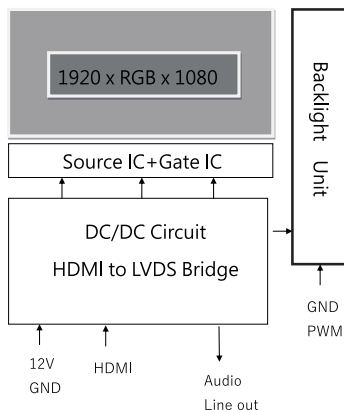 1920 x RGB x 1080
Backlight Unit
Source IC+Gate IC
DC/DC Circuit
HDMI to LVDS Bridge
GND
PWM
12V
GND
HDMI
Audio
Line out